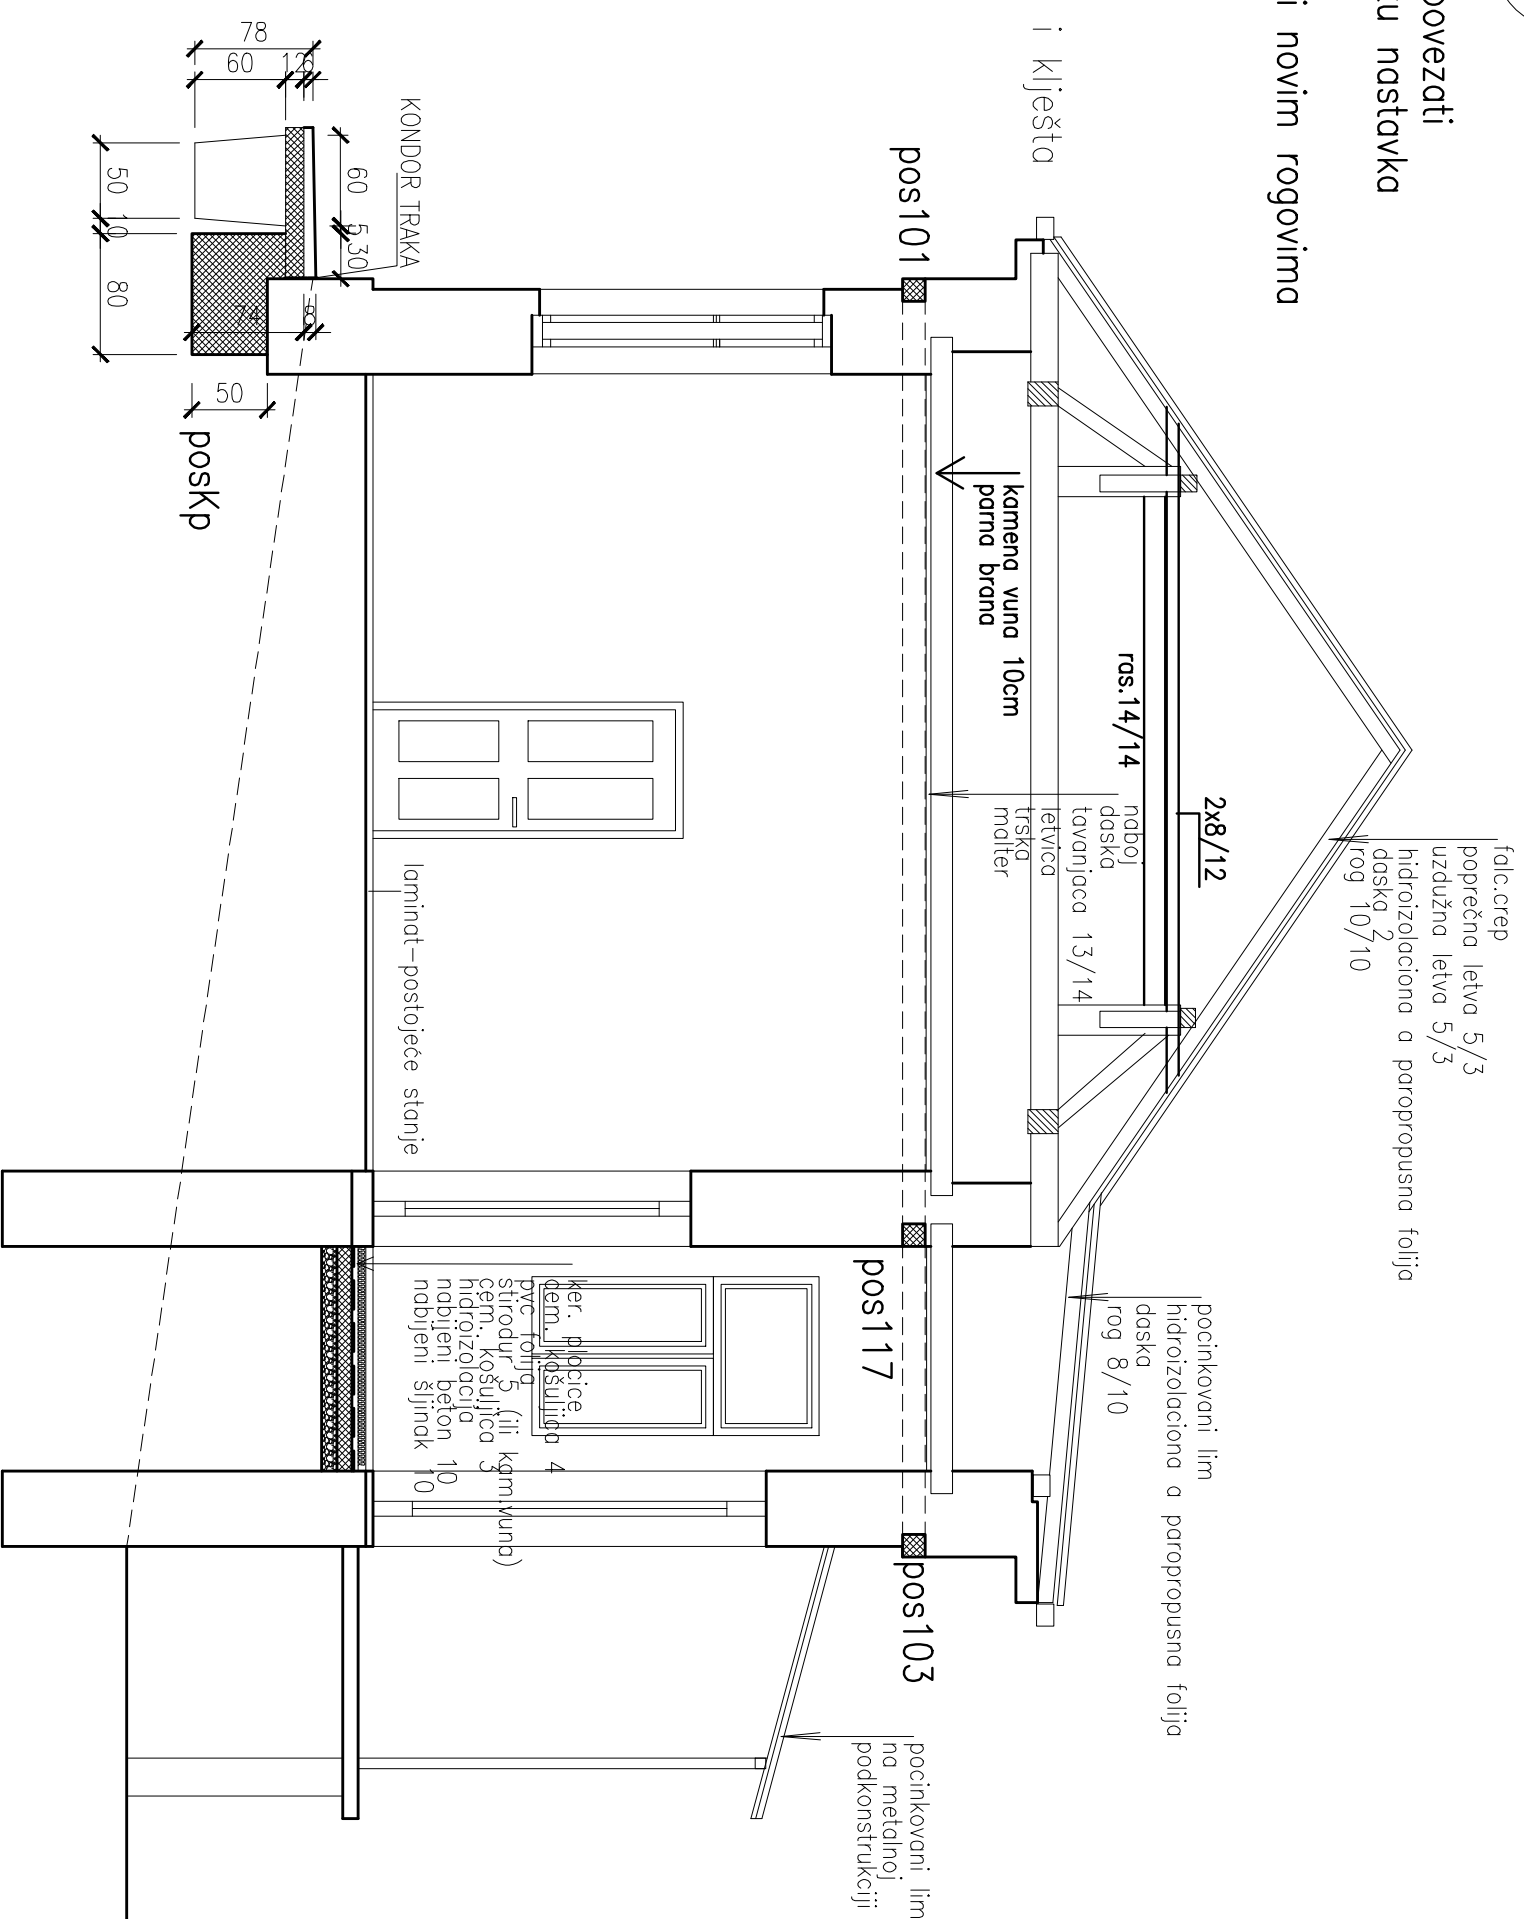 povezati
ku nastavka
i novim rogovima
i klješta
falc.crep
poprečna letva 5/3
uzdužna letva 5/3
hidroizolaciona a paropropusna folija
daska 2
rog 10/10
2x8/12
ras.14/14
kamena vuna 10cm
parna brana
naboj
daska
tavanjaca 13/14
letvica
trska
malter
pocinkovani lim
hidroizolaciona a paropropusna folija
daska
rog 8/10
pos101
pos117
pos103
pocinkovani lim
na metalnoj
podkonstrukciji
ker. plocice
cem. košuljica 4
pvc folija
stirodur 5 (ili kam.vuna)
cem. košuljica 3
hidroizolacija
nabijeni beton 10
nabijeni šljinak 10
laminat-postojeće stanje
KONDOR TRAKA
60
5
30
78
60
12
6
74
8
50
50
10
80
posKp